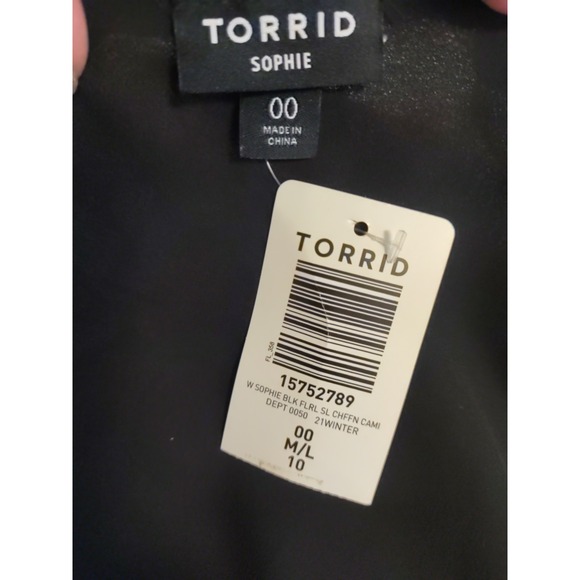 TORRID
SOPHIE
00
MADE IN
CHINA
TORRID
FL_358
15752789
W SOPHIE BLK FLRL SL CHFFN CAMI
DEPT 0050 21WINTER
00
M/L
10